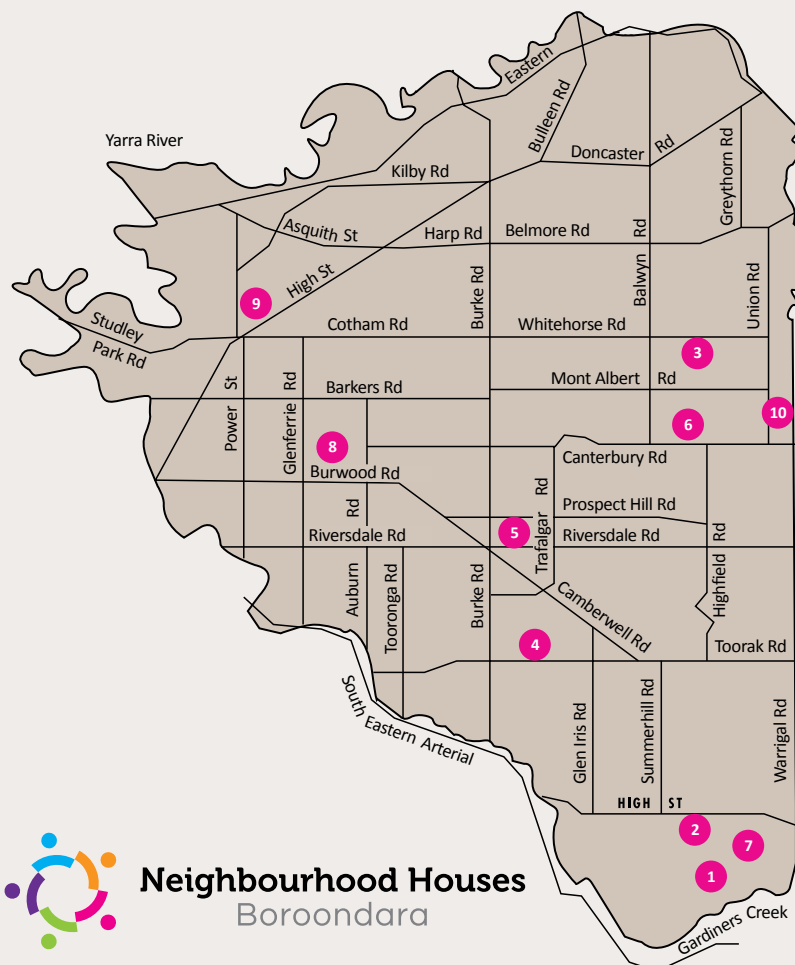 Eastern
Bulleen Rd
Yarra River
Doncaster Rd
Kilby Rd
Greythorn Rd
Asquith St
Harp Rd
Belmore Rd
Balwyn Rd
High St
Burke Rd
Union Rd
9
Studley
Park Rd
Cotham Rd
Whitehorse Rd
3
Mont Albert Rd
Barkers Rd
Power St
Glenferrie Rd
10
6
8
Canterbury Rd
Burwood Rd
Trafalgar Rd
Prospect Hill Rd
5
Riversdale Rd
Riversdale Rd
Highfield Rd
Auburn Rd
Tooronga Rd
Burke Rd
Camberwell Rd
4
Toorak Rd
South Eastern Arterial
Glen Iris Rd
Summerhill Rd
Warrigal Rd
HIGH ST
2
7
1
Neighbourhood Houses
Boroondara
Gardiners Creek